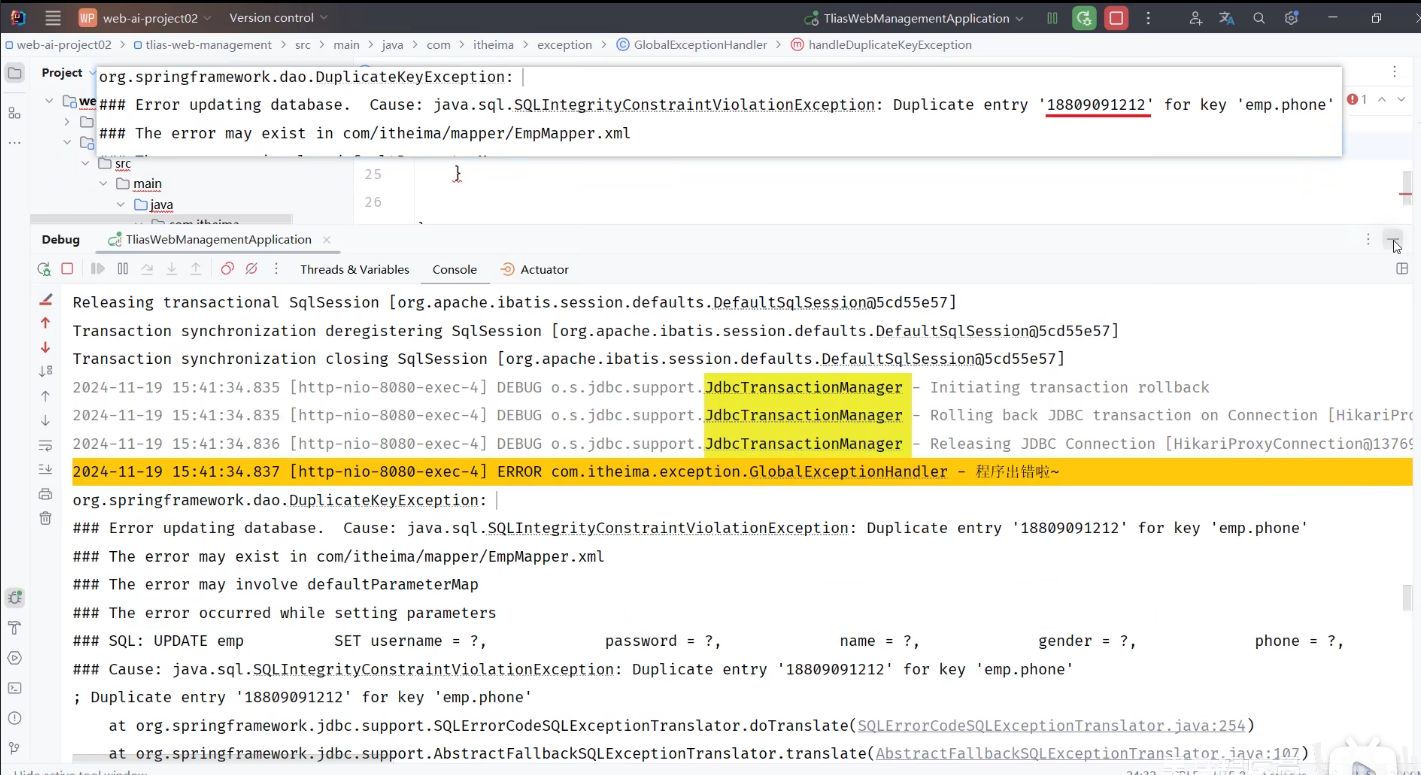 WP web-ai-project02 Version control TliasWebManagementApplication
web-ai-project02 > tlias-web-management > src > main > java > com > itheima > exception > GlobalExceptionHandler > handleDuplicateKeyException
Project
org.springframework.dao.DuplicateKeyException:
### Error updating database.  Cause: java.sql.SQLIntegrityConstraintViolationException: Duplicate entry '18809091212' for key 'emp.phone'
### The error may exist in com/itheima/mapper/EmpMapper.xml
we
1
src
main
java
com.itheima
25 }
26
Debug TliasWebManagementApplication
Threads & Variables Console Actuator
Releasing transactional SqlSession [org.apache.ibatis.session.defaults.DefaultSqlSession@5cd55e57]
Transaction synchronization deregistering SqlSession [org.apache.ibatis.session.defaults.DefaultSqlSession@5cd55e57]
Transaction synchronization closing SqlSession [org.apache.ibatis.session.defaults.DefaultSqlSession@5cd55e57]
2024-11-19 15:41:34.835 [http-nio-8080-exec-4] DEBUG o.s.jdbc.support.JdbcTransactionManager - Initiating transaction rollback
2024-11-19 15:41:34.835 [http-nio-8080-exec-4] DEBUG o.s.jdbc.support.JdbcTransactionManager - Rolling back JDBC transaction on Connection [HikariPro
2024-11-19 15:41:34.836 [http-nio-8080-exec-4] DEBUG o.s.jdbc.support.JdbcTransactionManager - Releasing JDBC Connection [HikariProxyConnection@13769
2024-11-19 15:41:34.837 [http-nio-8080-exec-4] ERROR com.itheima.exception.GlobalExceptionHandler - 程序出错啦~
org.springframework.dao.DuplicateKeyException:
### Error updating database.  Cause: java.sql.SQLIntegrityConstraintViolationException: Duplicate entry '18809091212' for key 'emp.phone'
### The error may exist in com/itheima/mapper/EmpMapper.xml
### The error may involve defaultParameterMap
### The error occurred while setting parameters
### SQL: UPDATE emp SET username = ?, password = ?, name = ?, gender = ?, phone = ?,
### Cause: java.sql.SQLIntegrityConstraintViolationException: Duplicate entry '18809091212' for key 'emp.phone'
; Duplicate entry '18809091212' for key 'emp.phone'
at org.springframework.jdbc.support.SQLErrorCodeSQLExceptionTranslator.doTranslate(SQLErrorCodeSQLExceptionTranslator.java:254)
at org.springframework.jdbc.support.AbstractFallbackSQLExceptionTranslator.translate(AbstractFallbackSQLExceptionTranslator.java:107)
Hide active tool window